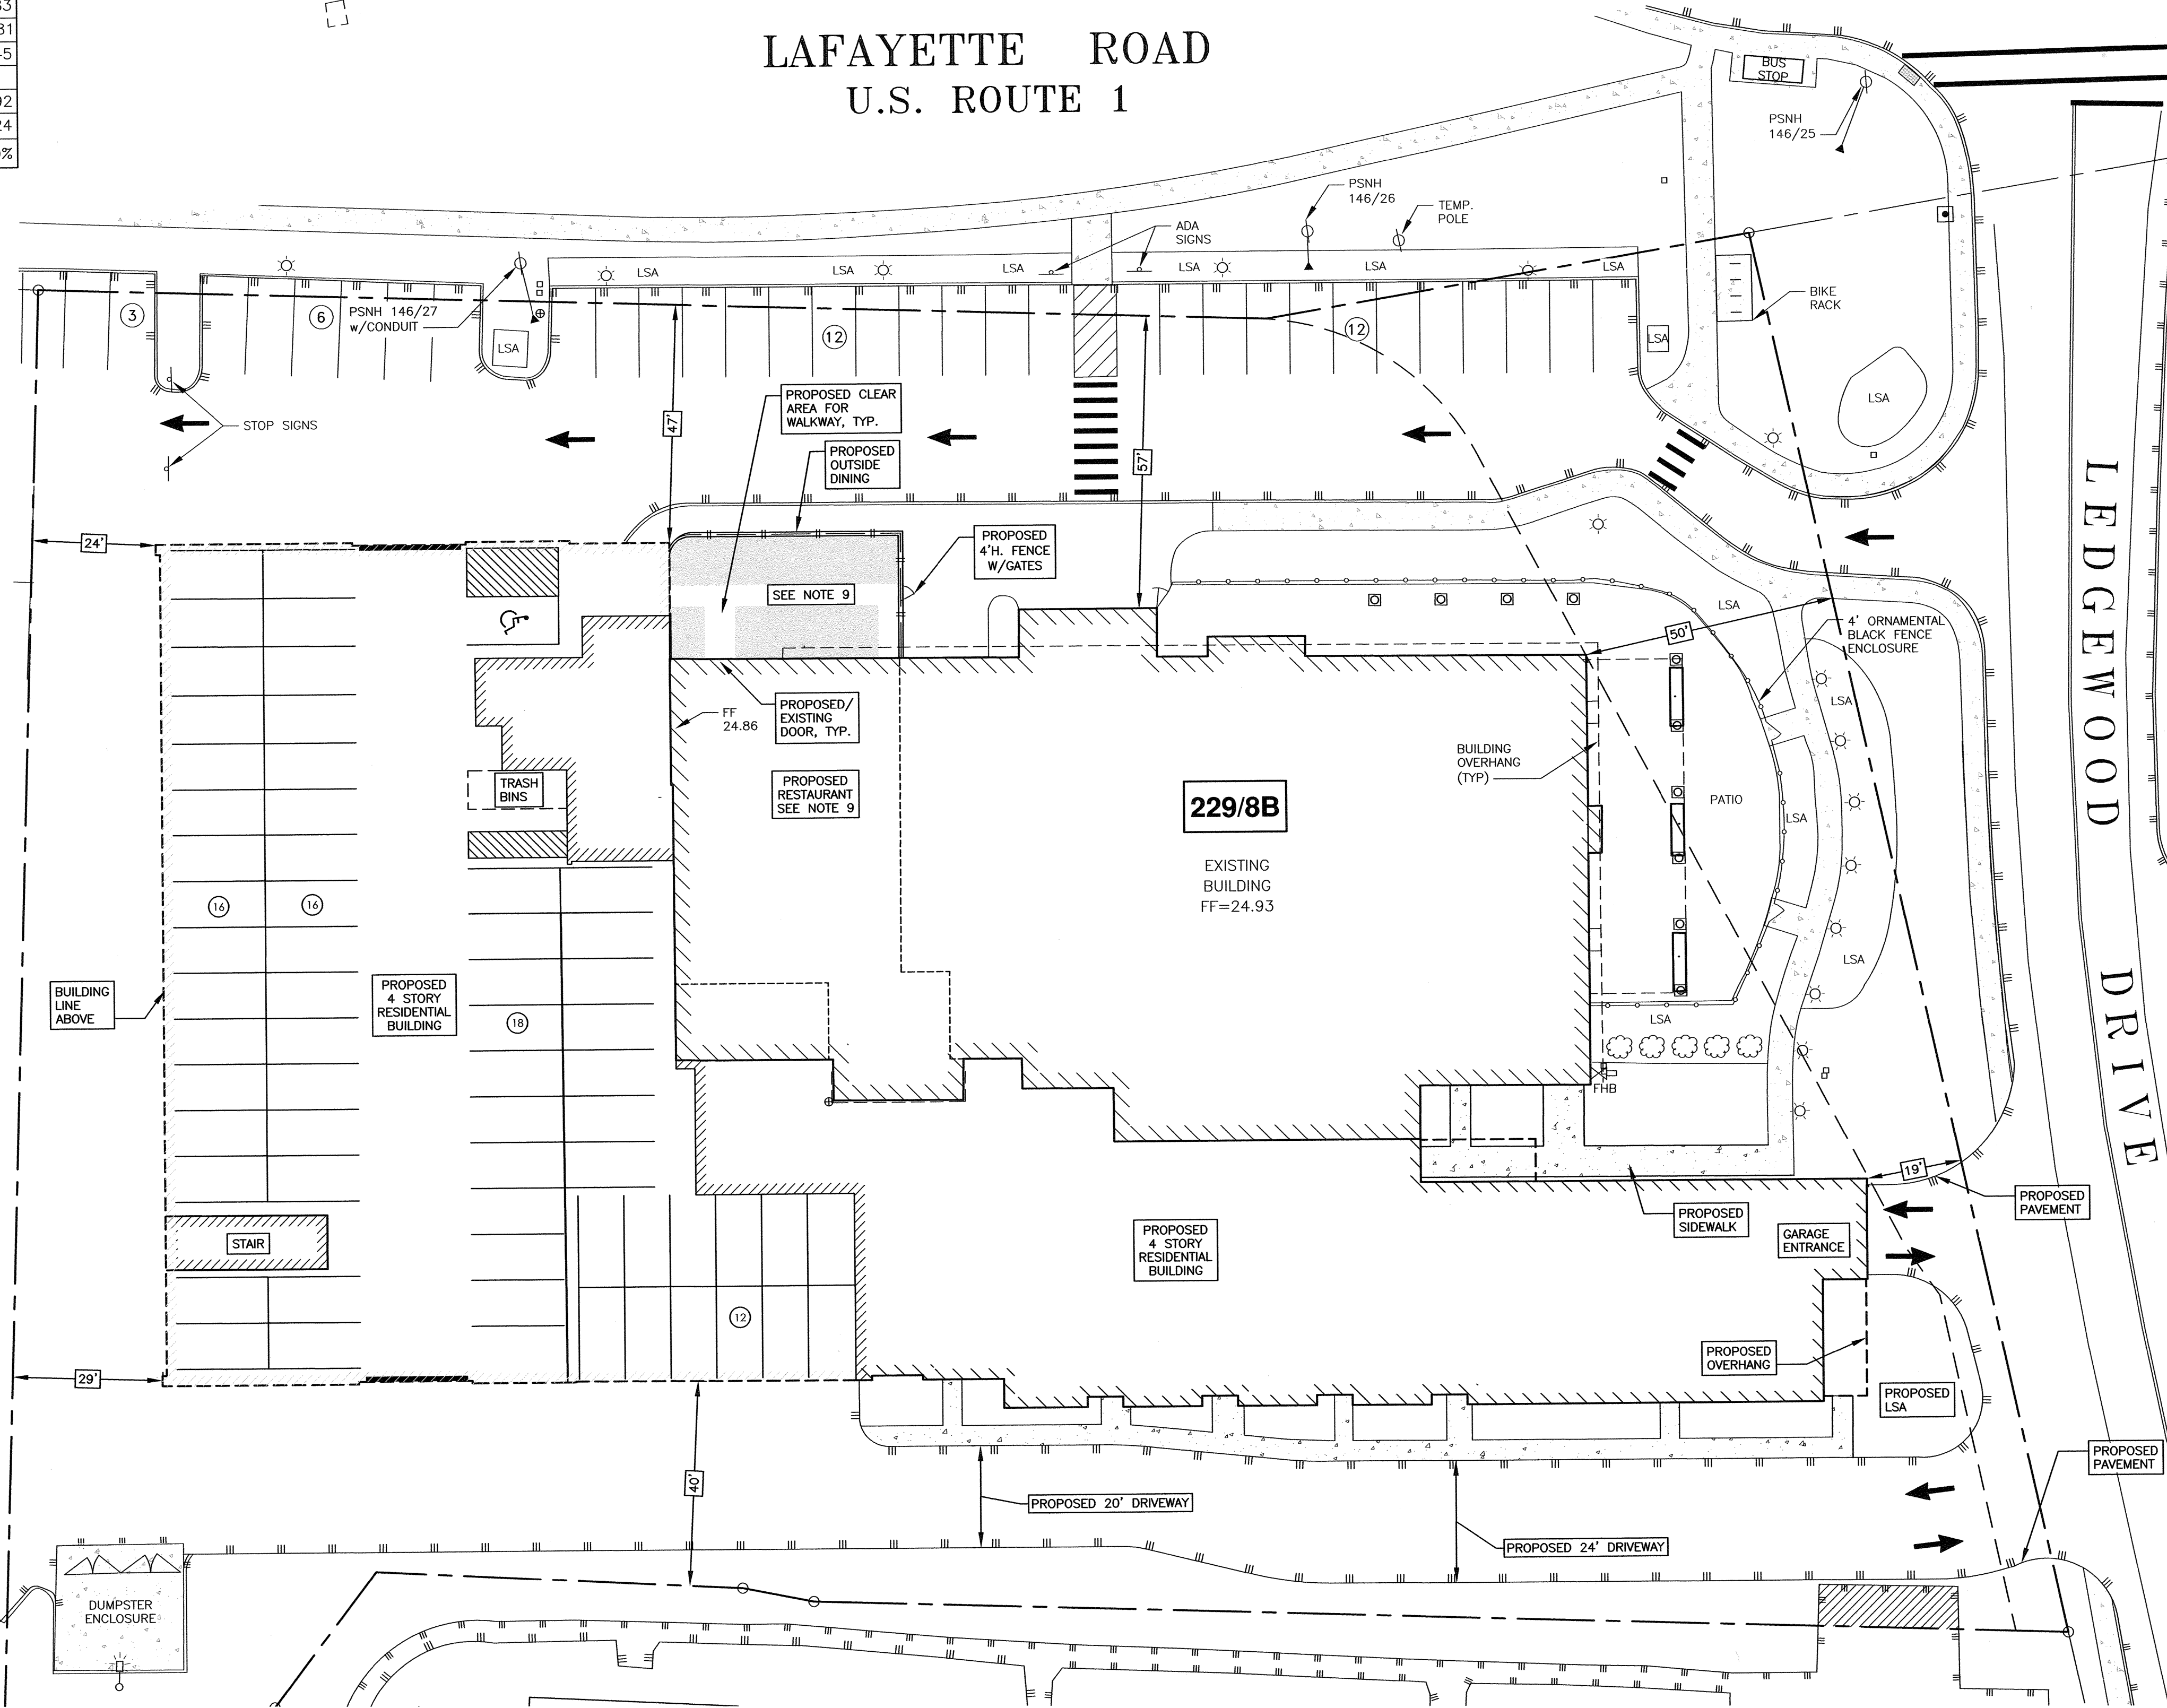 33
31
45
92
24
%
LAFAYETTE ROAD
U.S. ROUTE 1
BUS
STOP
PSNH
146/25
PSNH
146/26
TEMP.
POLE
ADA
SIGNS
LSA
LSA
LSA
LSA
LSA
LSA
3
6
PSNH 146/27
w/CONDUIT
LSA
12
12
LSA
BIKE
RACK
LSA
STOP SIGNS
47'
57'
PROPOSED CLEAR
AREA FOR
WALKWAY, TYP.
PROPOSED
OUTSIDE
DINING
PROPOSED
4'H. FENCE
W/GATES
24'
SEE NOTE 9
LSA
50'
4' ORNAMENTAL
BLACK FENCE
ENCLOSURE
LSA
FF
24.86
PROPOSED/
EXISTING
DOOR, TYP.
TRASH
BINS
PROPOSED
RESTAURANT
SEE NOTE 9
229/8B
EXISTING
BUILDING
FF=24.93
BUILDING
OVERHANG
(TYP)
PATIO
LSA
LSA
LSA
LEDGEWOOD DRIVE
16
16
BUILDING
LINE
ABOVE
PROPOSED
4 STORY
RESIDENTIAL
BUILDING
18
FHB
19'
PROPOSED
PAVEMENT
PROPOSED
SIDEWALK
GARAGE
ENTRANCE
STAIR
PROPOSED
4 STORY
RESIDENTIAL
BUILDING
12
PROPOSED
OVERHANG
29'
PROPOSED
LSA
40'
PROPOSED
PAVEMENT
PROPOSED 20' DRIVEWAY
PROPOSED 24' DRIVEWAY
DUMPSTER
ENCLOSURE